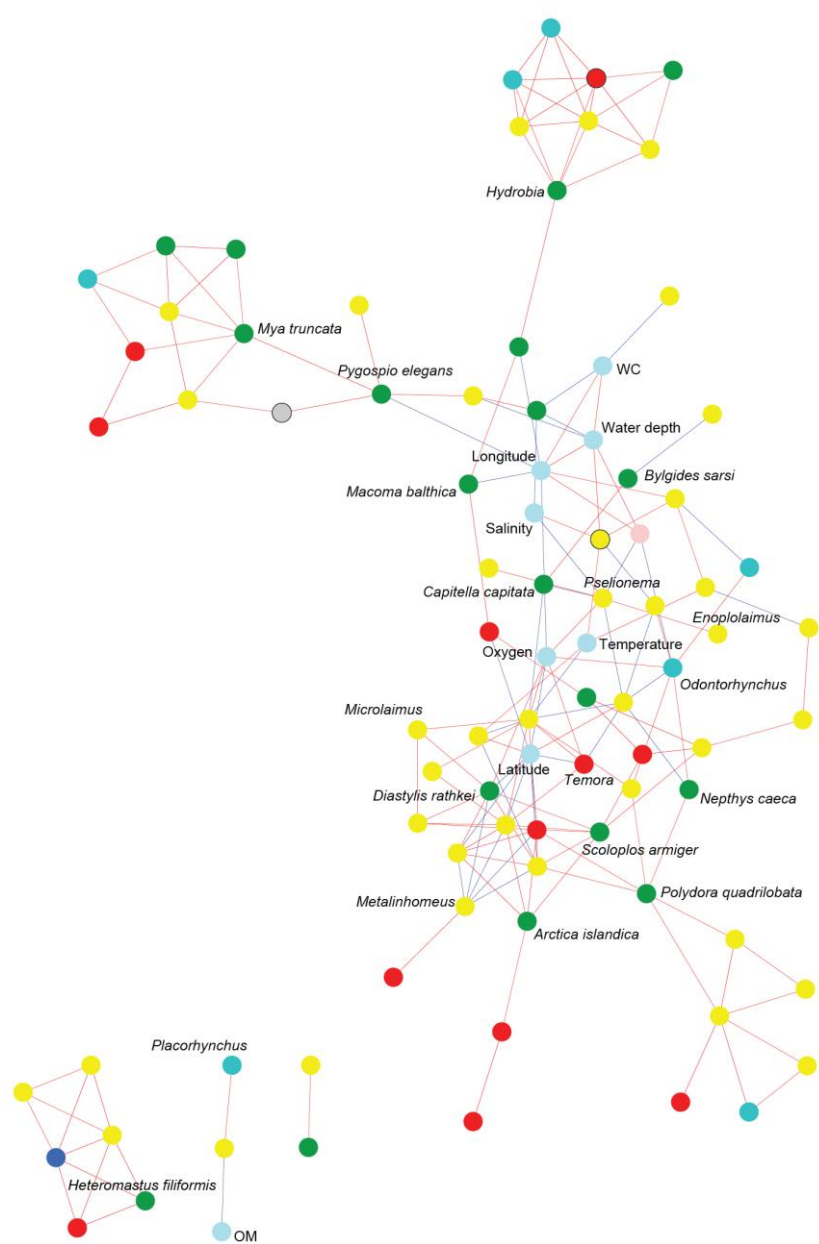 Hydrobia
Mya truncata
Pygospio elegans
WC
Water depth
Longitude
Bylgides sarsi
Macoma balthica
Salinity
Pselionema
Capitella capitata
Enoplolaimus
Temperature
Oxygen
Odontorhynchus
Microlaimus
Latitude
Temora
Diastylis rathkei
Nepthys caeca
Scoloplos armiger
Polydora quadrilobata
Metalinhomeus
Arctica islandica
Placorhynchus
Heteromastus filiformis
OM